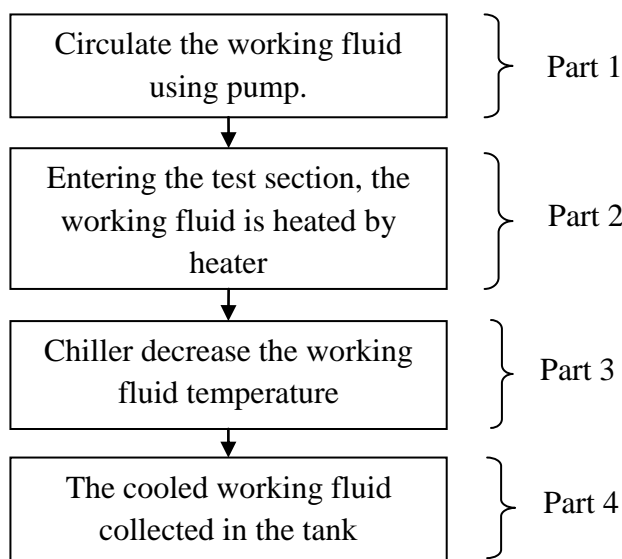 Circulate the working fluid
using pump.
Part 1
Entering the test section, the
working fluid is heated by
heater
Part 2
Chiller decrease the working
fluid temperature
Part 3
The cooled working fluid
collected in the tank
Part 4